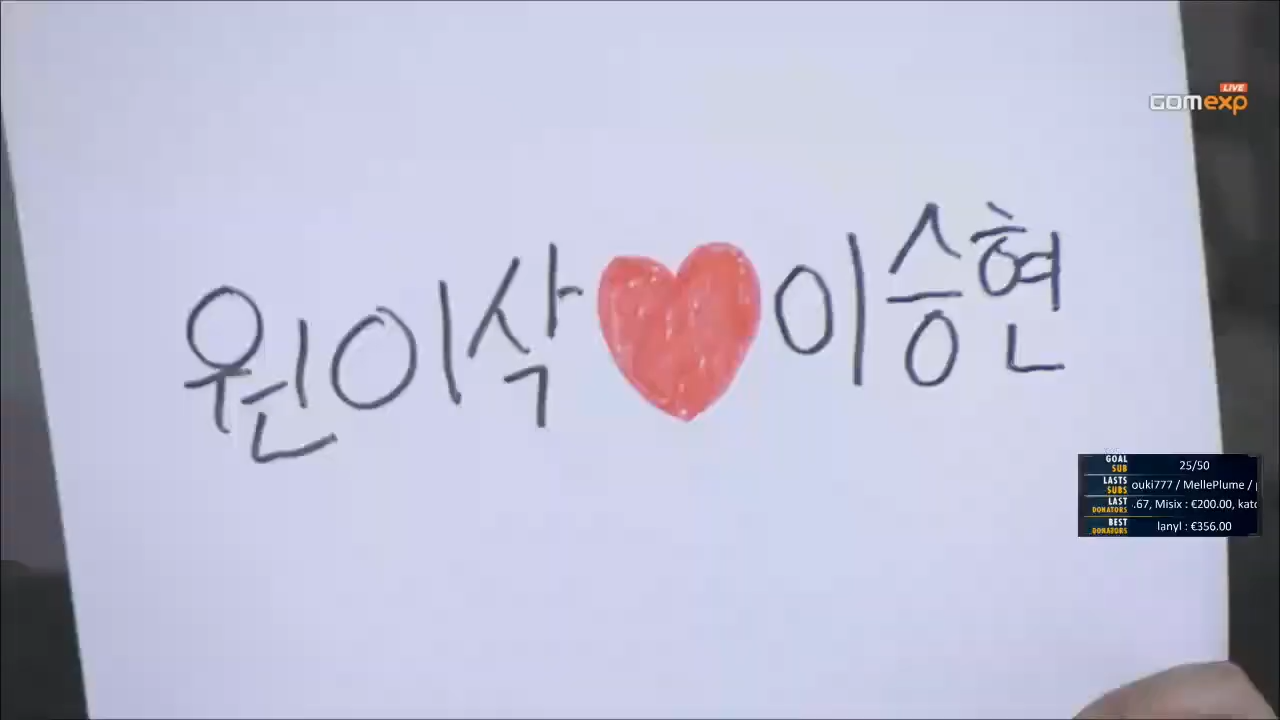 LIVE
GOMexp
원이삭♥이승현
GOAL SUB 25/50
LASTS SUBS ouki777 / MellePlume /
LAST DONATORS .67, Misix : €200.00, kato
BEST DONATORS lanyl : €356.00